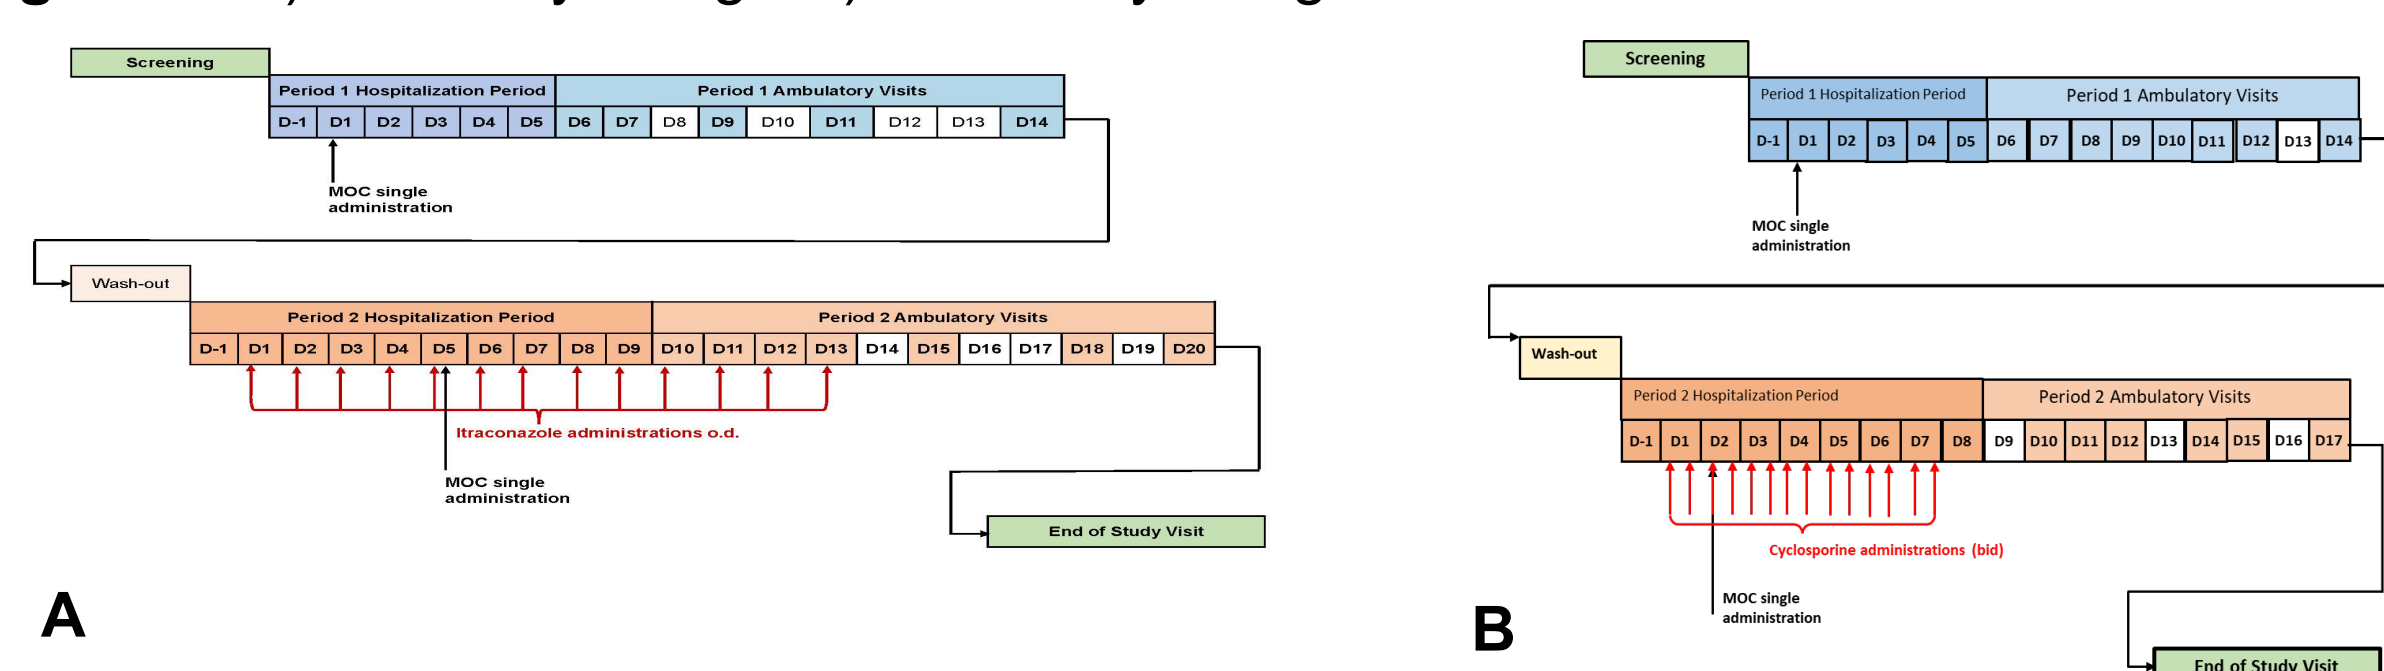 Screening
Period 1 Hospitalization Period
Period 1 Ambulatory Visits
D-1 D1 D2 D3 D4 D5 D6 D7 D8 D9 D10 D11 D12 D13 D14
MOC single
administration
Wash-out
Period 2 Hospitalization Period
Period 2 Ambulatory Visits
D-1 D1 D2 D3 D4 D5 D6 D7 D8 D9 D10 D11 D12 D13 D14 D15 D16 D17 D18 D19 D20
Itraconazole administrations o.d.
MOC single
administration
End of Study Visit
A
Screening
Period 1 Hospitalization Period
Period 1 Ambulatory Visits
D-1 D1 D2 D3 D4 D5 D6 D7 D8 D9 D10 D11 D12 D13 D14
MOC single
administration
Wash-out
Period 2 Hospitalization Period
Period 2 Ambulatory Visits
D-1 D1 D2 D3 D4 D5 D6 D7 D8 D9 D10 D11 D12 D13 D14 D15 D16 D17
Cyclosporine administrations (bid)
MOC single
administration
End of Study Visit
B